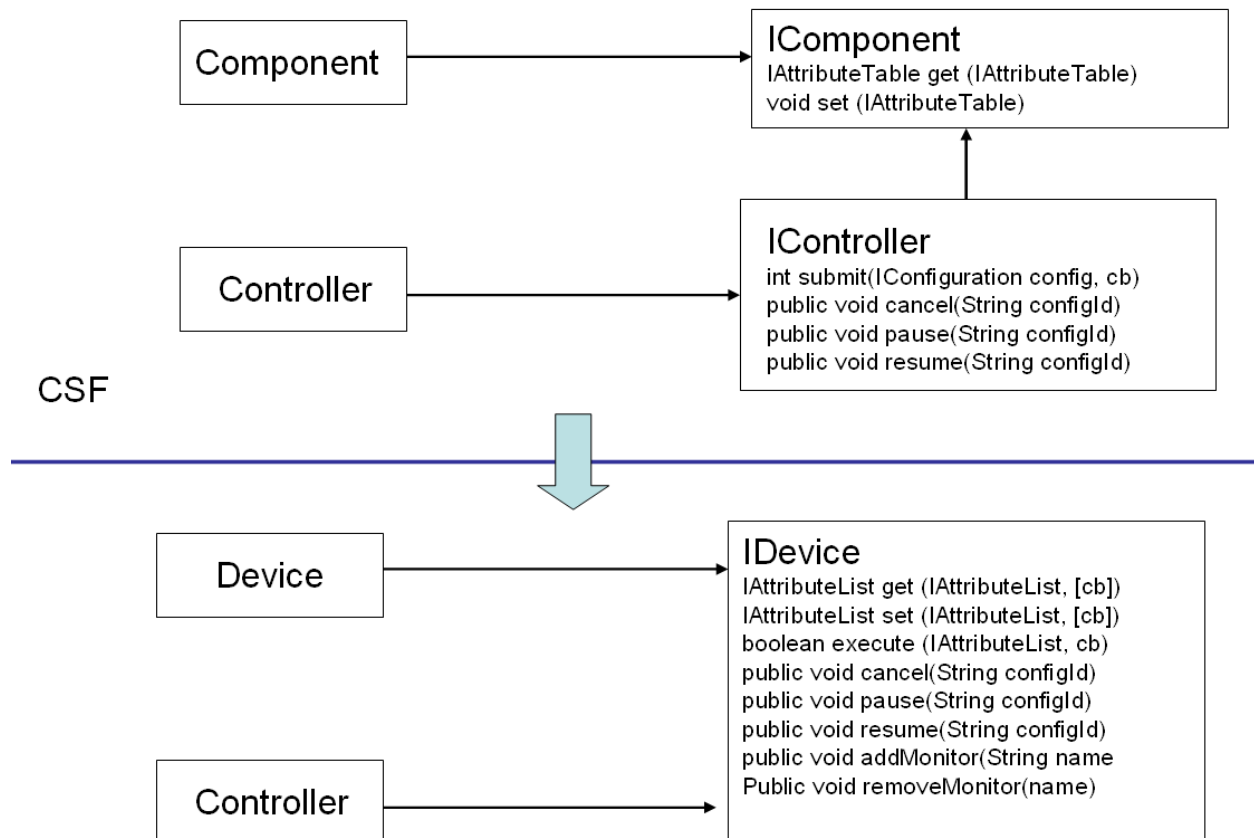 Component
IComponent
IAttributeTable get (IAttributeTable)
void set (IAttributeTable)
Controller
IController
int submit(IConfiguration config, cb)
public void cancel(String configId)
public void pause(String configId)
public void resume(String configId)
CSF
Device
IDevice
IAttributeList get (IAttributeList, [cb])
IAttributeList set (IAttributeList, [cb])
boolean execute (IAttributeList, cb)
public void cancel(String configId)
public void pause(String configId)
public void resume(String configId)
public void addMonitor(String name
Public void removeMonitor(name)
Controller